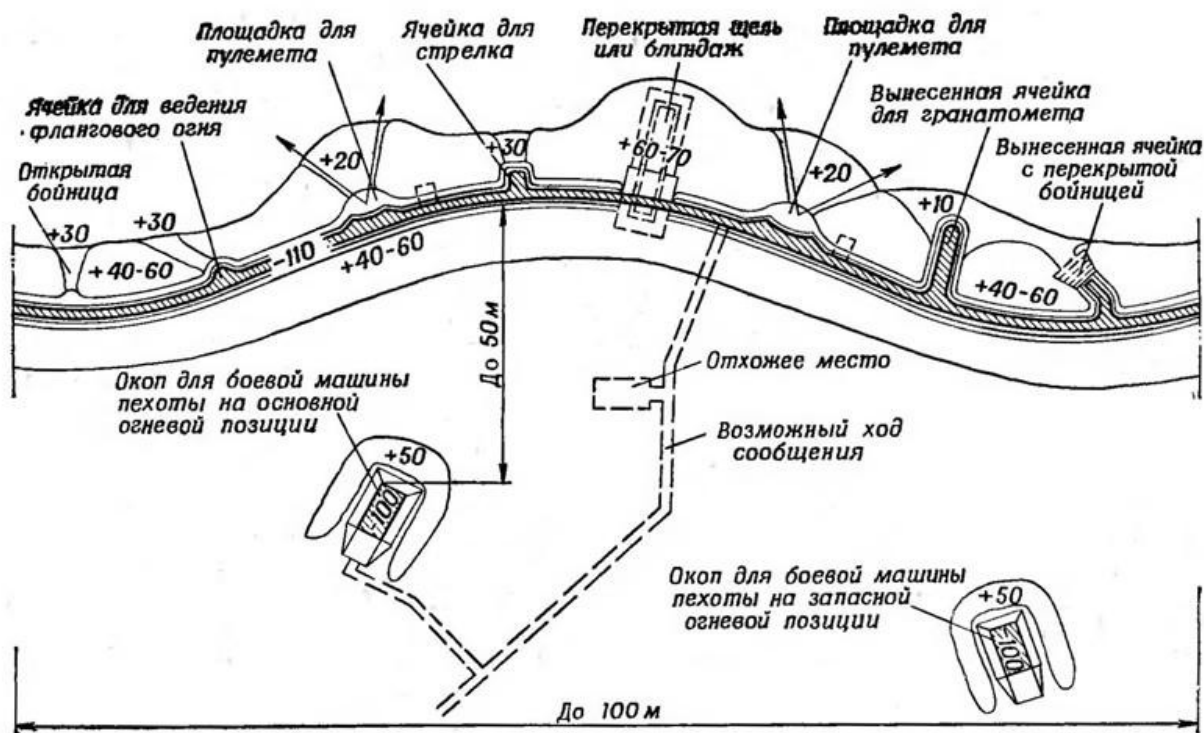 Площадка для
пулемета
Ячейка для
стрелка
Перекрытая щель
или блиндаж
Площадка для
пулемета
Ячейка для ведения
флангового огня
Вынесенная ячейка
для гранатомета
Вынесенная ячейка
с перекрытой
бойницей
Открытая
бойница
+20
+30
+60-70
+20
+10
+30
+30
+40-60
-110
+40-60
+40-60
До 50м
Отхожее место
Окоп для боевой машины
пехоты на основной
огневой позиции
Возможный ход
сообщения
+50
-100
Окоп для боевой машины
пехоты на запасной
огневой позиции
+50
-100
До 100м